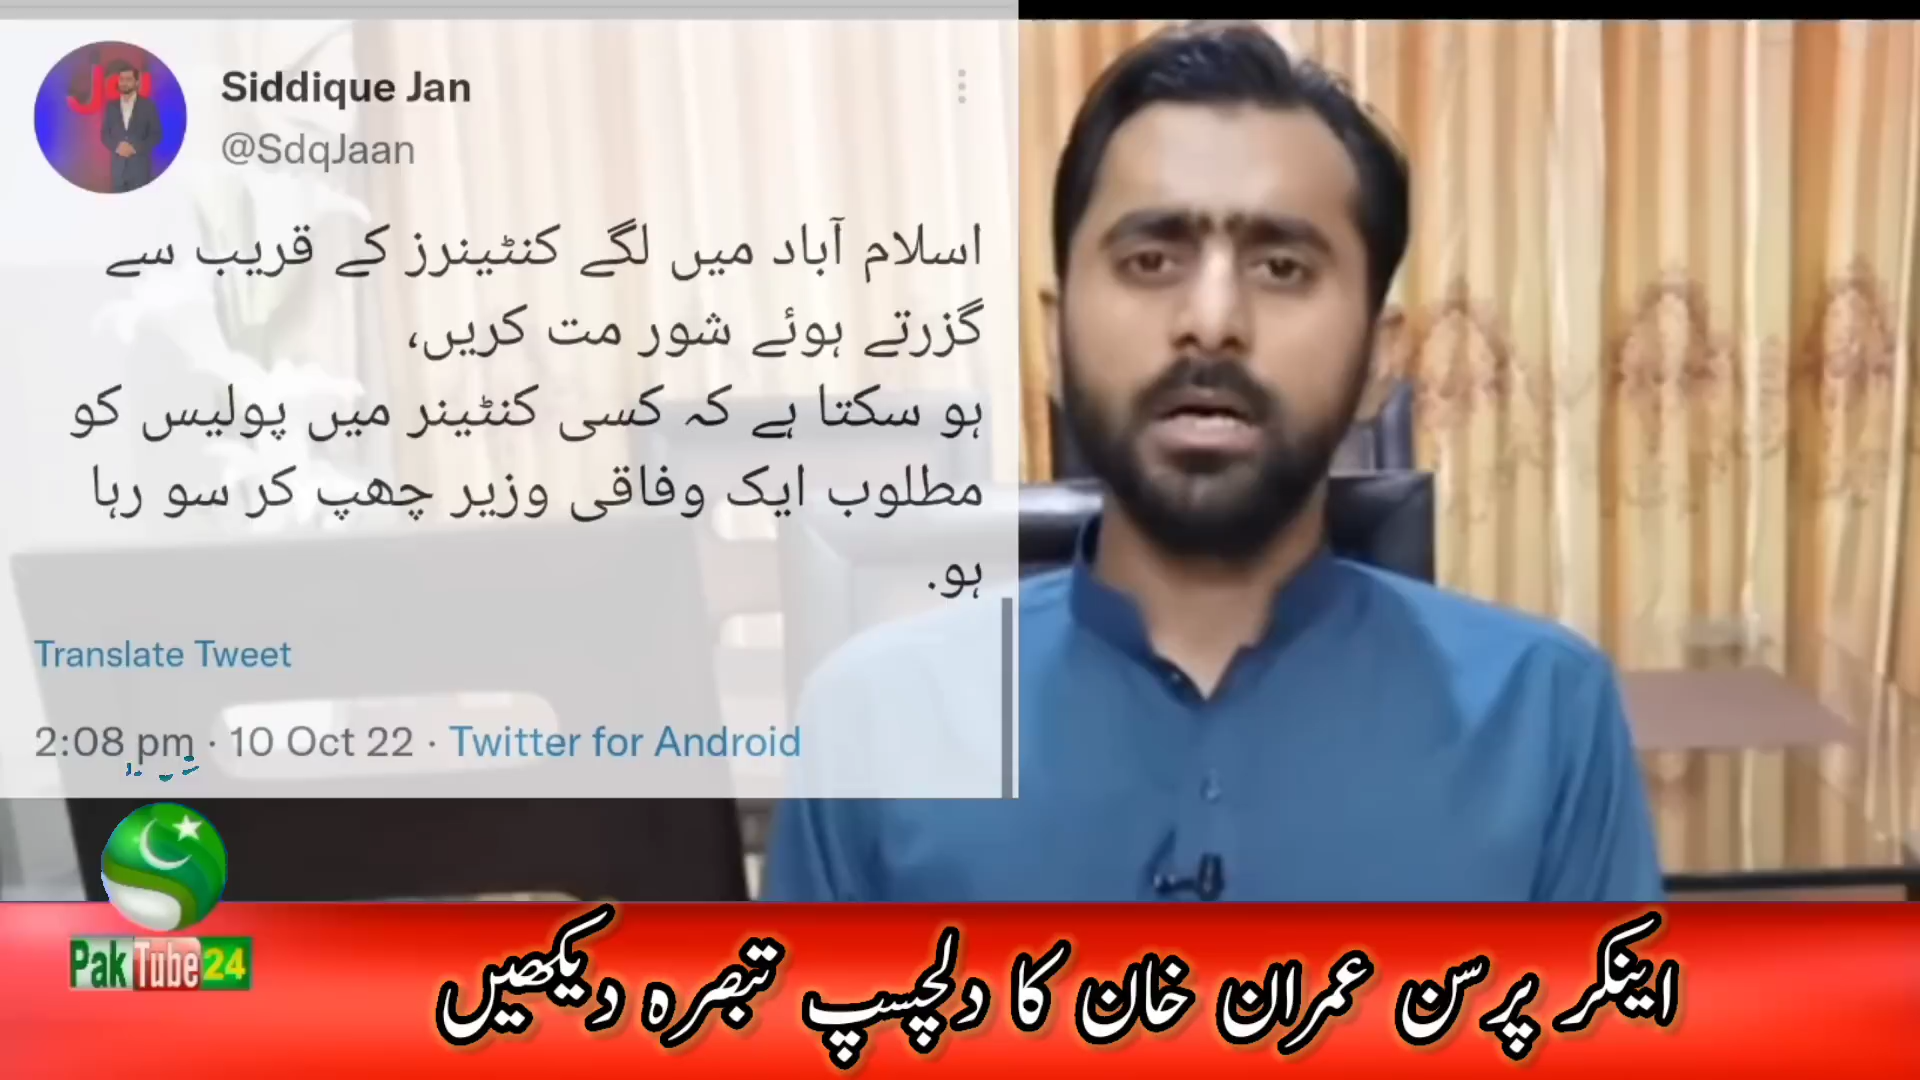 Siddique Jan
@SdqJaan
اسلام آباد میں لگے کنٹینرز کے قریب سے
گزرتے ہوئے شور مت کریں،
ہو سکتا ہے کہ کسی کنٹینر میں پولیس کو
مطلوب ایک وفاقی وزیر چھپ کر سو رہا
ہو.
Translate Tweet
2:08 pm · 10 Oct 22 · Twitter for Android
PakTube24
اینکر پرسن عمران خان کا دلچسپ تبصرہ دیکھیں